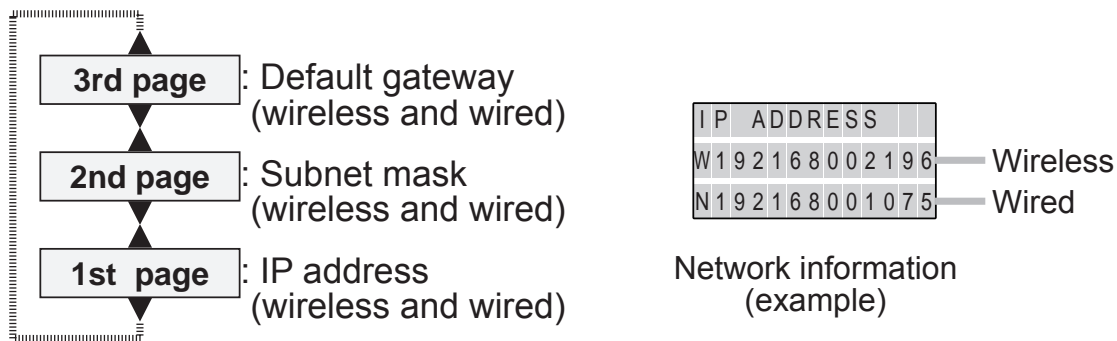 3rd page : Default gateway
(wireless and wired)
2nd page : Subnet mask
(wireless and wired)
1st page : IP address
(wireless and wired)
IP ADDRESS
W192168002196 Wireless
N192168001075 Wired
Network information
(example)